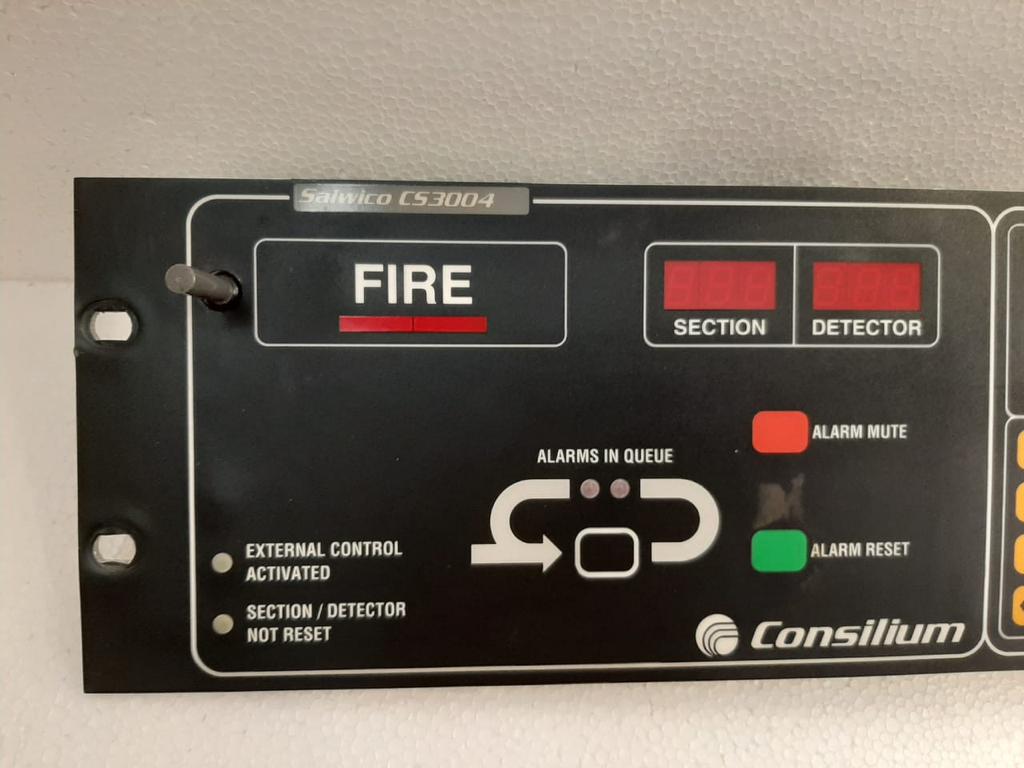 Salwico CS3004
FIRE
SECTION
DETECTOR
ALARM MUTE
ALARMS IN QUEUE
ALARM RESET
EXTERNAL CONTROL
ACTIVATED
SECTION / DETECTOR
NOT RESET
Consilium